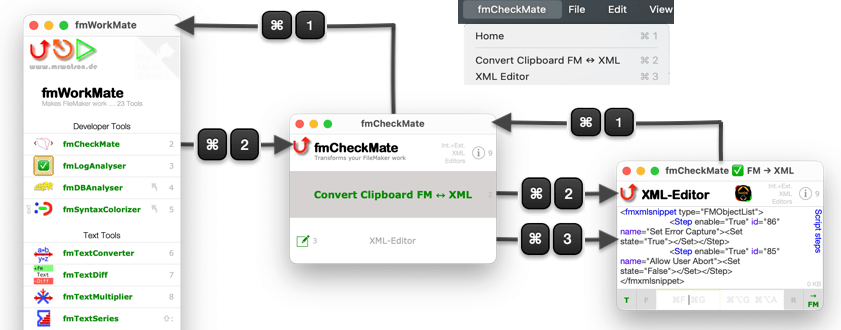 fmWorkMate
www.mrwatson.de
fmWorkMate
Makes FileMaker work ... 23 Tools
Developer Tools
fmCheckMate 2
fmLogAnalyser 3
fmDBAnalyser 4
fmSyntaxColorizer 5
Text Tools
a=b
y=z
fmTextConverter 6
+fm
Text
-Diff
fmTextDiff 7
fmTextMultiplier 8
fmTextSeries ⇧:
⌘ 1
⌘ 2
fmCheckMate File Edit View
Home ⌘ 1
Convert Clipboard FM ↔ XML ⌘ 2
XML Editor ⌘ 3
fmCheckMate
fmCheckMate
Transforms your FileMaker work
Int.+Ext.
XML
Editors
i 9
Convert Clipboard FM ↔ XML 2
3 XML-Editor
⌘ 1
⌘ 2
⌘ 3
fmCheckMate ✅ FM → XML
XML-Editor
Int.+Ext.
XML
Editors
i 9
<fmxmlsnippet type="FMObjectList">
<Step enable="True" id="86"
name="Set Error Capture"><Set
state="True"></Set></Step>
<Step enable="True" id="85"
name="Allow User Abort"><Set
state="False"></Set></Step>
</fmxmlsnippet>
Script steps
0 KB
T F ⌘F ⌘G ⌘⌥G ⌘⌥A R →
FM